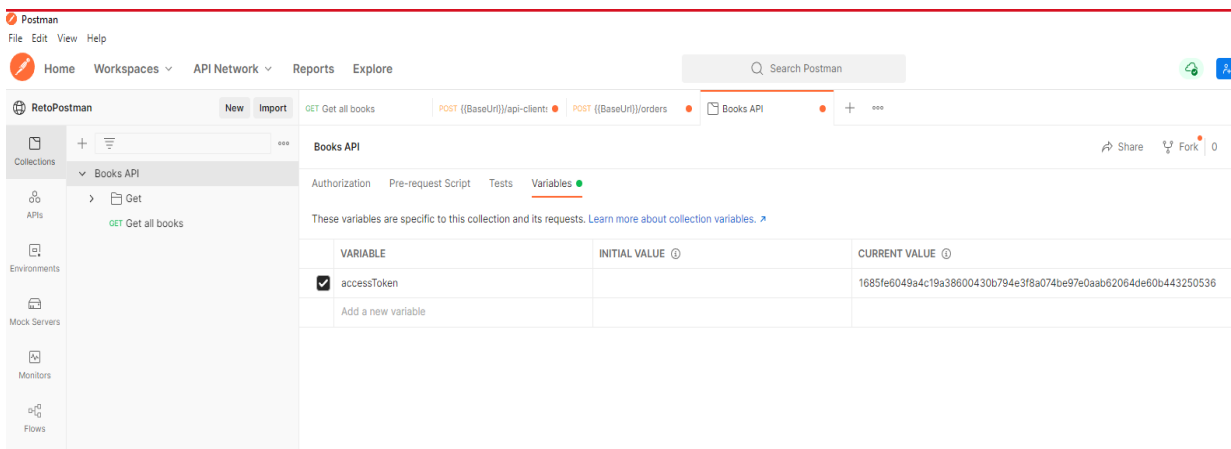 Postman
File Edit View Help
Home Workspaces API Network Reports Explore Search Postman
RetoPostman New Import GET Get all books POST {{BaseUrl}}/api-clients POST {{BaseUrl}}/orders Books API
Collections
APIs
Environments
Mock Servers
Monitors
Flows
Books API
Get
GET Get all books
Books API Share Fork 0
Authorization Pre-request Script Tests Variables
These variables are specific to this collection and its requests. Learn more about collection variables.
VARIABLE INITIAL VALUE CURRENT VALUE
accessToken 1685fe6049a4c19a38600430b794e3f8a074be97e0aab62064de60b443250536
Add a new variable